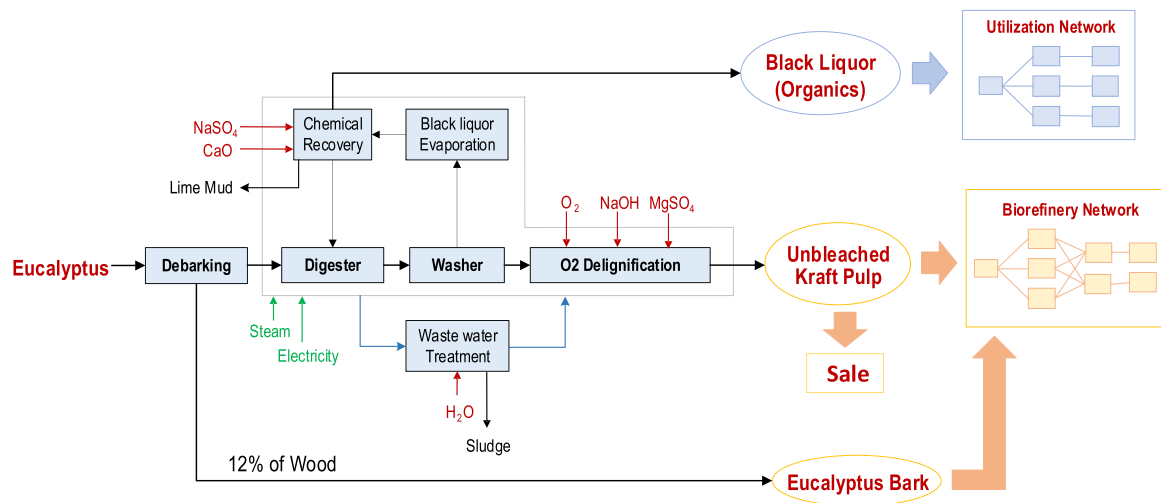 Utilization Network
Black Liquor
(Organics)
NaSO₄
CaO
Chemical
Recovery
Black liquor
Evaporation
Lime Mud
O₂
NaOH
MgSO₄
Biorefinery Network
Eucalyptus
Debarking
Digester
Washer
O2 Delignification
Unbleached
Kraft Pulp
Steam
Electricity
Waste water
Treatment
H₂O
Sludge
Sale
12% of Wood
Eucalyptus Bark